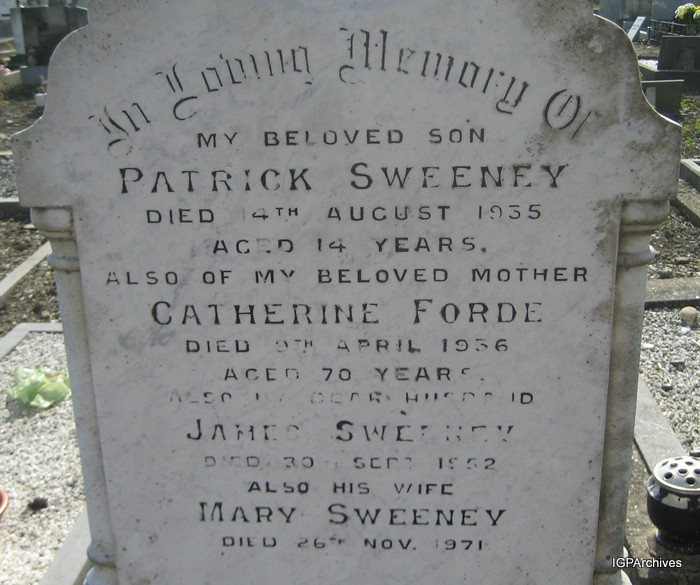 In Loving Memory Of
MY BELOVED SON
PATRICK SWEENEY
DIED 14TH AUGUST 1935
AGED 14 YEARS.
ALSO OF MY BELOVED MOTHER
CATHERINE FORDE
DIED 9TH APRIL 1936
AGED 70 YEARS.
ALSO MY DEAR HUSBAND
JAMES SWEENEY
DIED 30 SEPT 1952
ALSO HIS WIFE
MARY SWEENEY
DIED 26TH NOV. 1971
IGPArchives